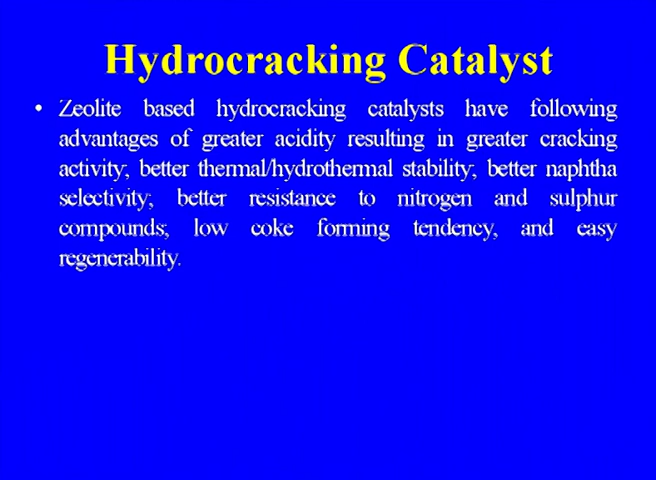 Hydrocracking Catalyst
• Zeolite based hydrocracking catalysts have following
advantages of greater acidity resulting in greater cracking
activity; better thermal/hydrothermal stability; better naphtha
selectivity; better resistance to nitrogen and sulphur
compounds; low coke forming tendency, and easy
regenerability.